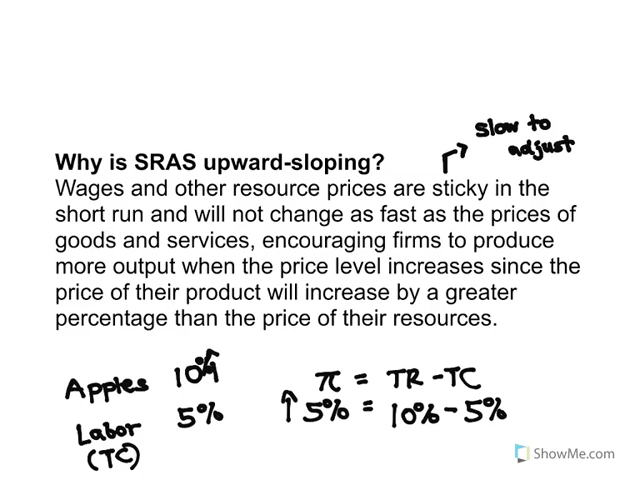 slow to
adjust
Why is SRAS upward-sloping?
Wages and other resource prices are sticky in the
short run and will not change as fast as the prices of
goods and services, encouraging firms to produce
more output when the price level increases since the
price of their product will increase by a greater
percentage than the price of their resources.
Apples 10% ↑
Labor 5%
(TC)
π = TR - TC
↑ 5% = 10% - 5%
ShowMe.com